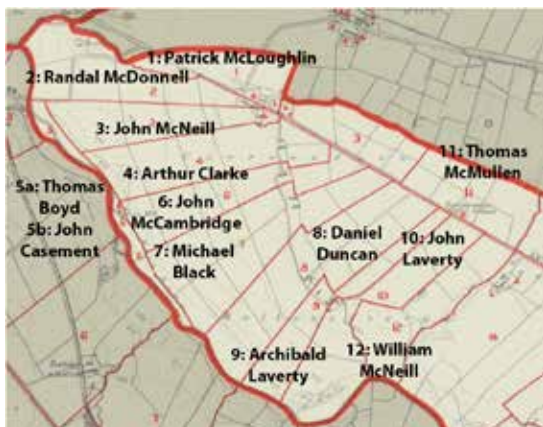 1: Patrick McLoughlin
2: Randal McDonnell
3: John McNeill
4: Arthur Clarke
5a: Thomas
Boyd
5b: John
Casement
6: John
McCambridge
7: Michael
Black
8: Daniel
Duncan
9: Archibald
Laverty
10: John
Laverty
11: Thomas
McMullen
12: William
McNeill